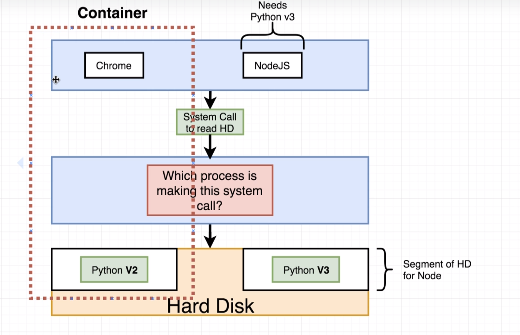 Needs
Python v3
Container
Chrome
NodeJS
System Call
to read HD
Which process is
making this system
call?
Python V2
Python V3
Segment of HD
for Node
Hard Disk